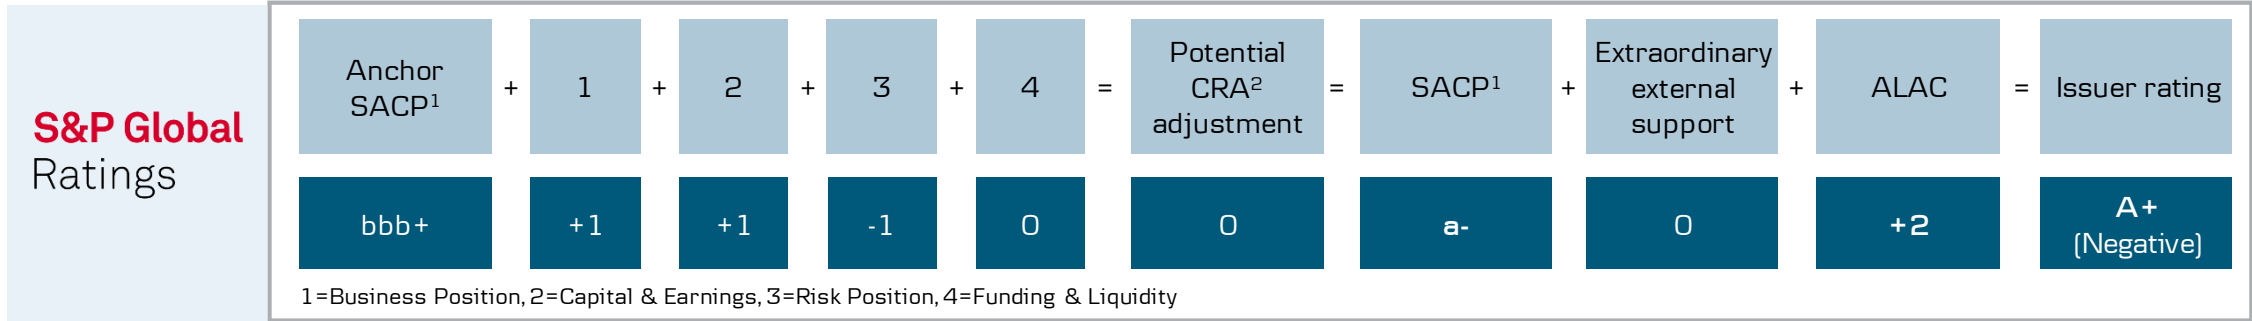 S&P Global
Ratings
Anchor
SACP¹
+
1
+
2
+
3
+
4
=
Potential
CRA²
adjustment
=
SACP¹
+
Extraordinary
external
support
+
ALAC
=
Issuer rating
bbb+
+1
+1
-1
0
0
a-
0
+2
A+
(Negative)
1=Business Position, 2=Capital & Earnings, 3=Risk Position, 4=Funding & Liquidity